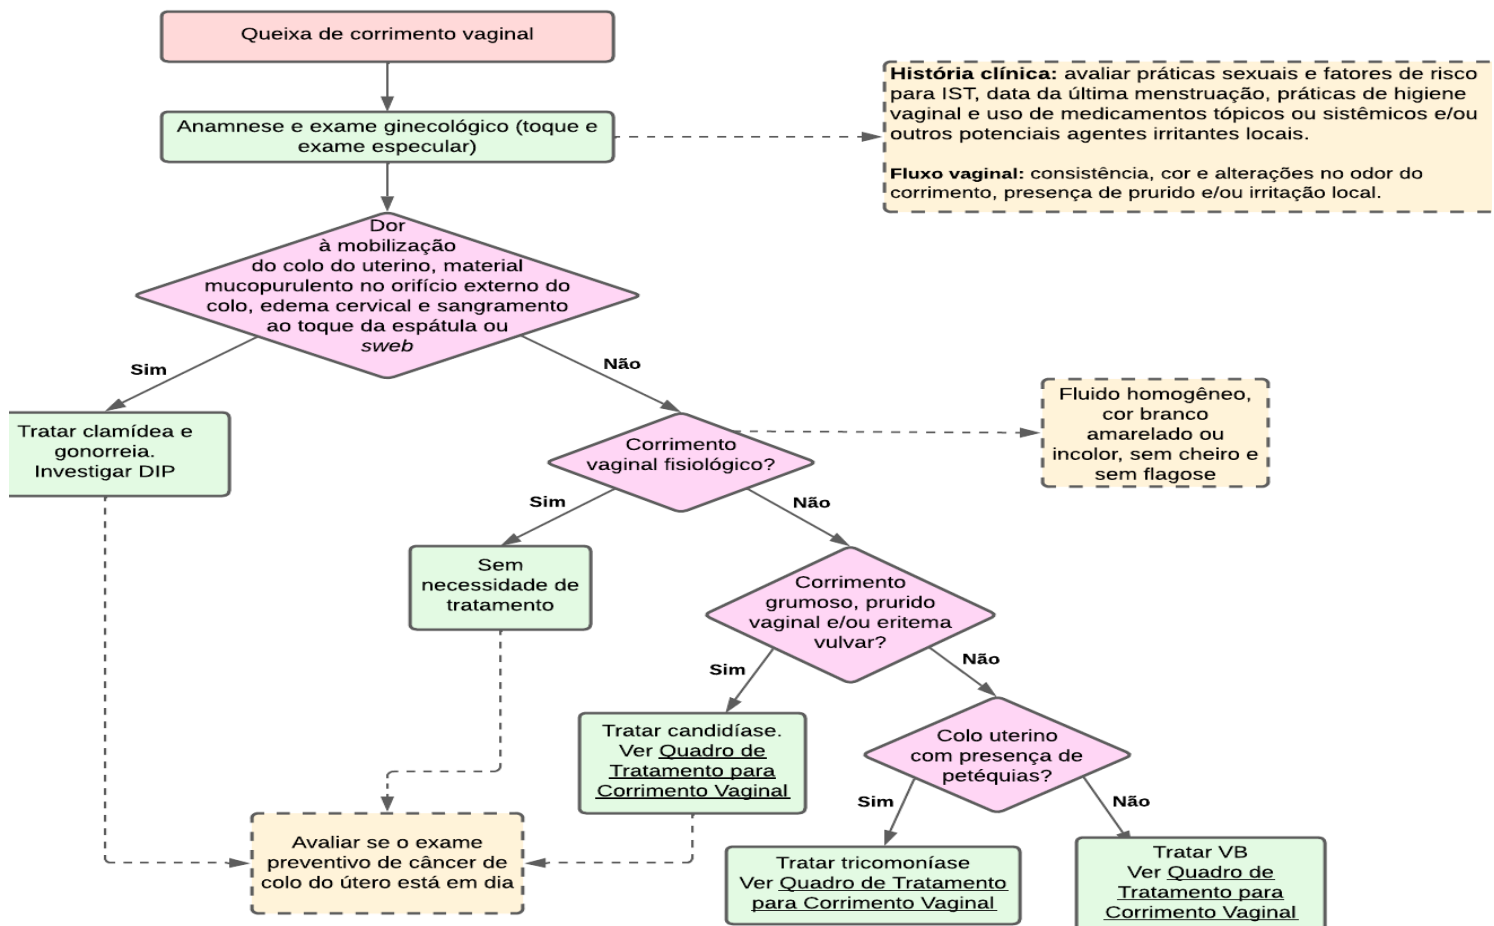 Queixa de corrimento vaginal
Anamnese e exame ginecológico (toque e
exame especular)
História clínica: avaliar práticas sexuais e fatores de risco
para IST, data da última menstruação, práticas de higiene
vaginal e uso de medicamentos tópicos ou sistêmicos e/ou
outros potenciais agentes irritantes locais.
Fluxo vaginal: consistência, cor e alterações no odor do
corrimento, presença de prurido e/ou irritação local.
Dor
à mobilização
do colo do uterino, material
mucopurulento no orifício externo do
colo, edema cervical e sangramento
ao toque da espátula ou
sweb
Sim
Não
Tratar clamídea e
gonorreia.
Investigar DIP
Corrimento
vaginal fisiológico?
Fluido homogêneo,
cor branco
amarelado ou
incolor, sem cheiro e
sem flagose
Sim
Não
Sem
necessidade de
tratamento
Corrimento
grumoso, prurido
vaginal e/ou eritema
vulvar?
Sim
Não
Tratar candidíase.
Ver Quadro de
Tratamento para
Corrimento Vaginal
Colo uterino
com presença de
petéquias?
Sim
Não
Avaliar se o exame
preventivo de câncer de
colo do útero está em dia
Tratar tricomoníase
Ver Quadro de Tratamento
para Corrimento Vaginal
Tratar VB
Ver Quadro de
Tratamento para
Corrimento Vaginal